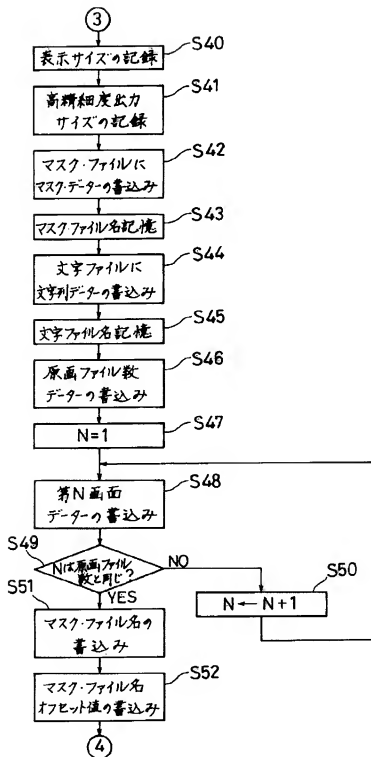 ③
表示サイズの記録
S40
高精細度出力
サイズの記録
S41
マスク・ファイルに
マスク・データーの書込み
S42
マスク・ファイル名記憶
S43
文字ファイルに
文字列データーの書込み
S44
文字ファイル名記憶
S45
原画ファイル数
データーの書込み
S46
N=1
S47
第N画面
データーの書込み
S48
S49
Nは原画ファイル
数と同じ?
NO
YES
S50
N ← N+1
S51
マスク・ファイル名の
書込み
マスク・ファイル名
オフセット値の書込み
S52
④